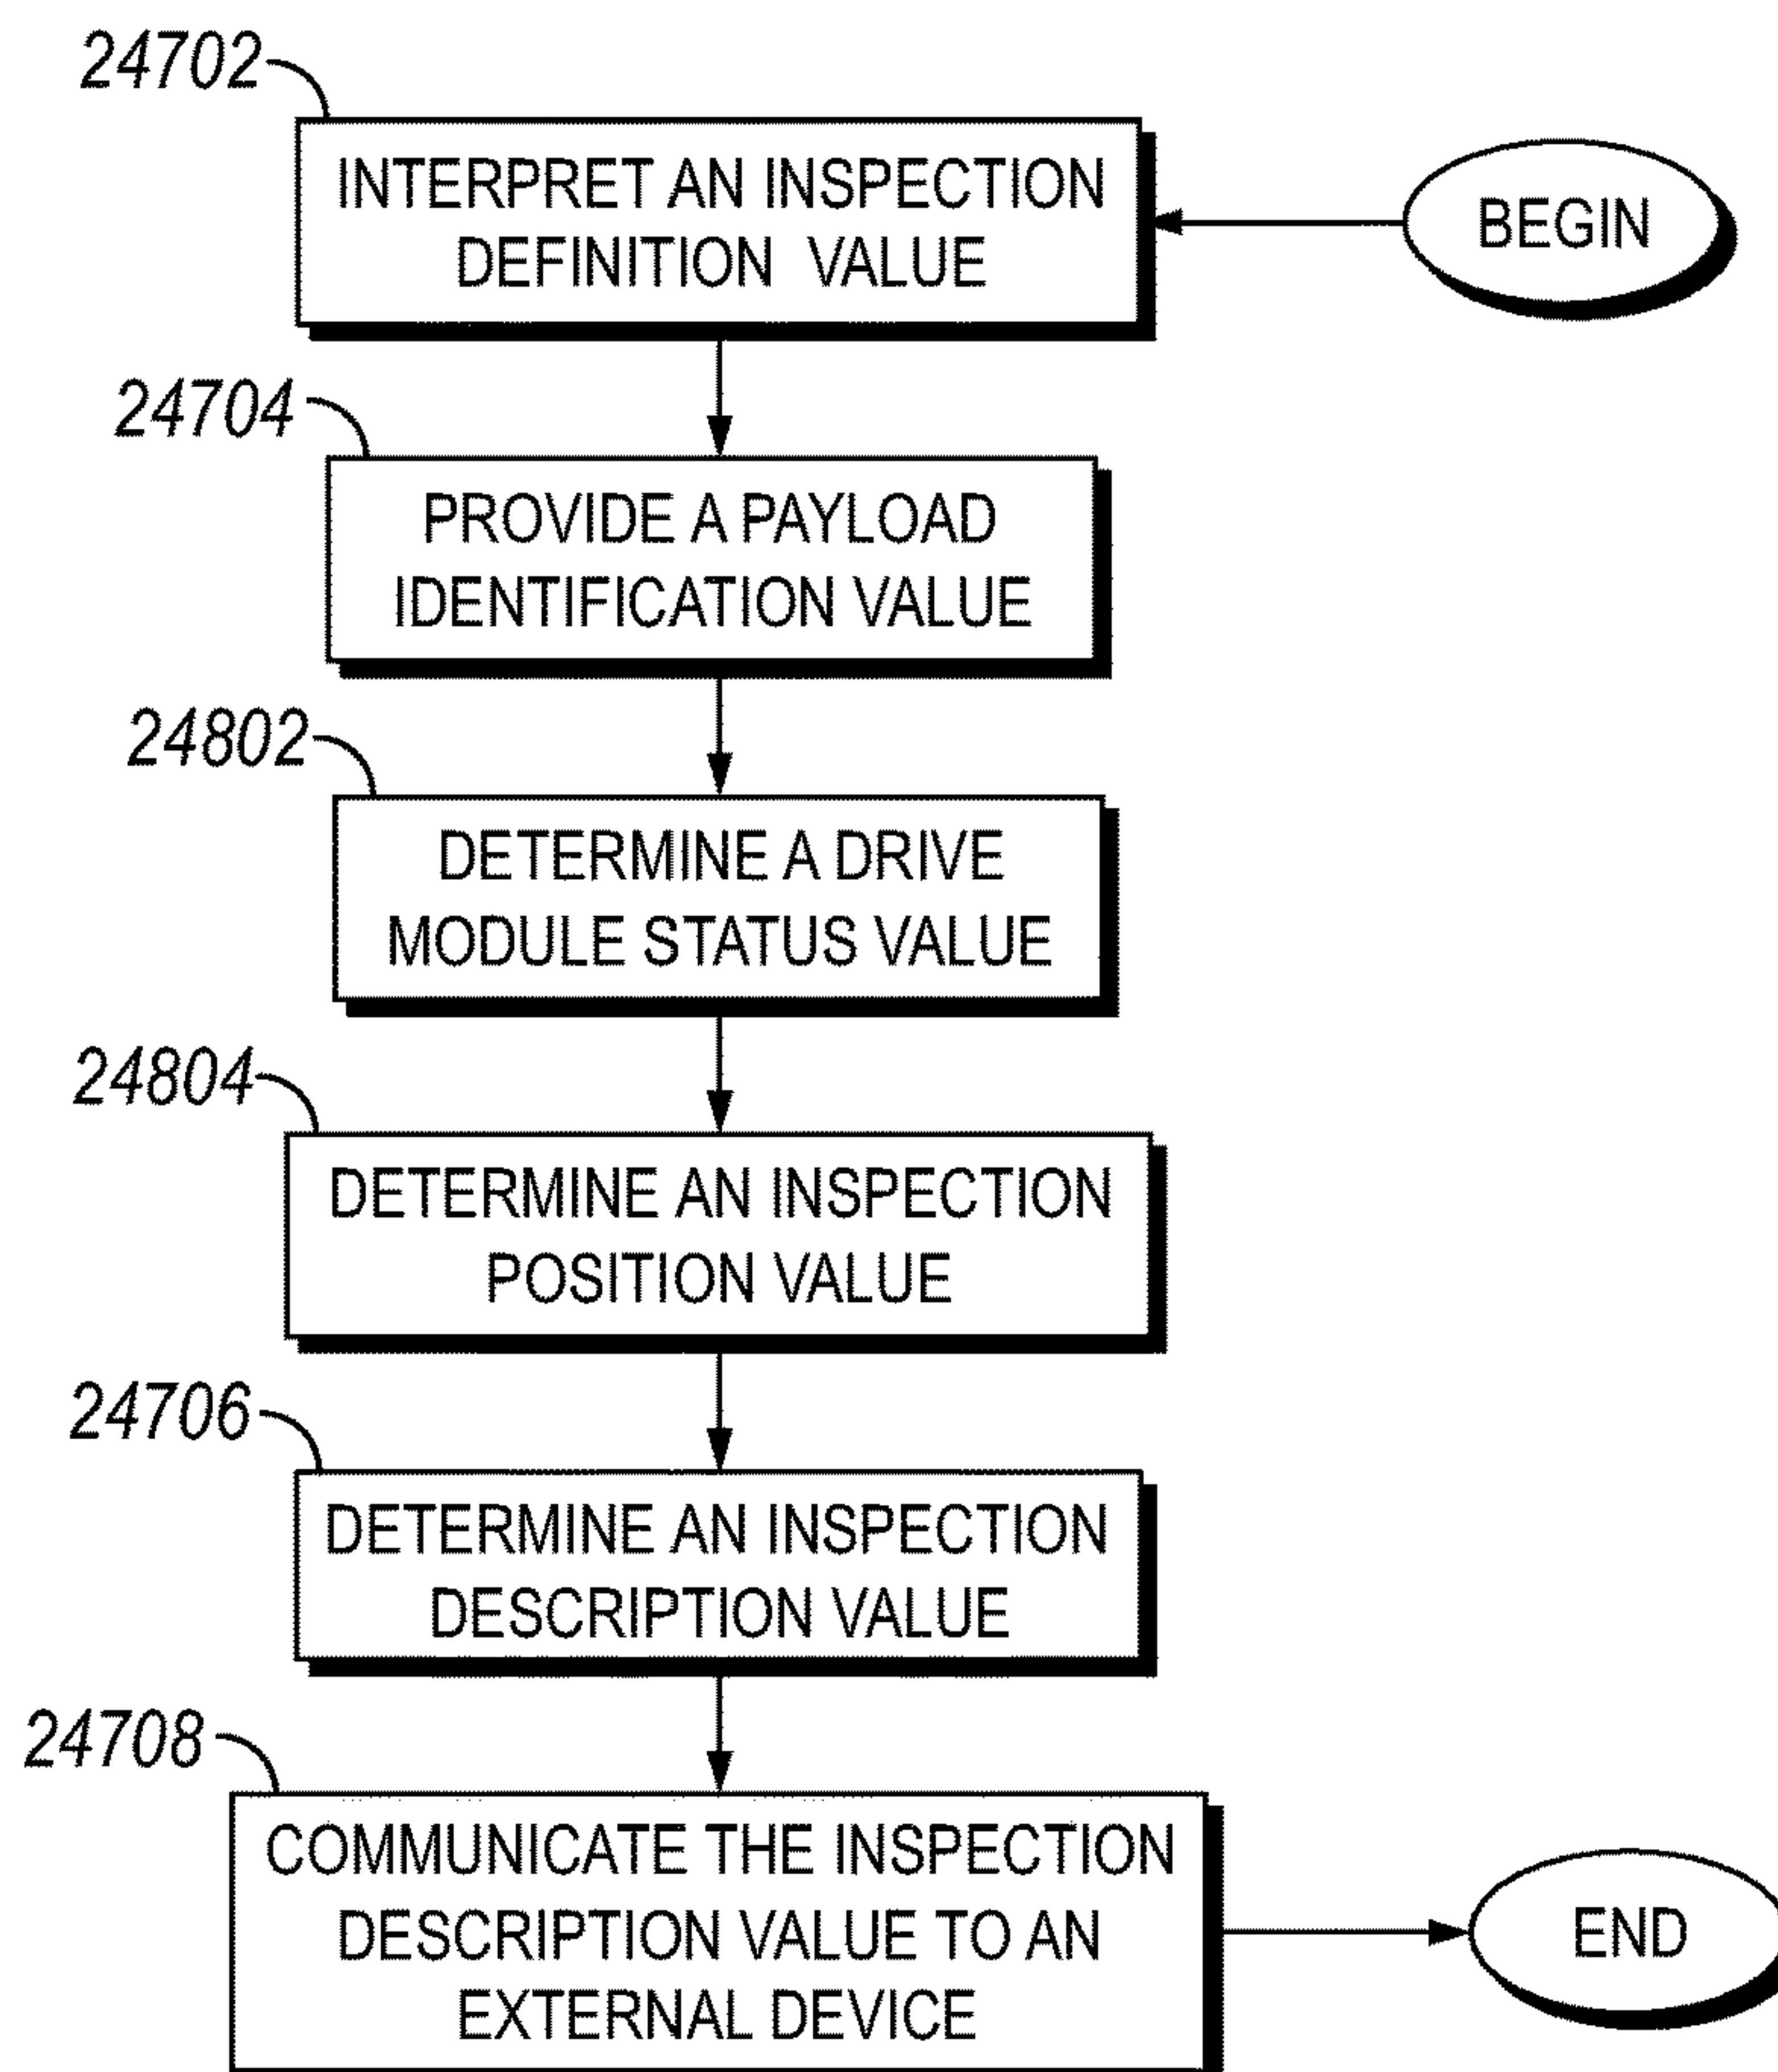 24702
INTERPRET AN INSPECTION
DEFINITION VALUE
BEGIN
24704
PROVIDE A PAYLOAD
IDENTIFICATION VALUE
24802
DETERMINE A DRIVE
MODULE STATUS VALUE
24804
DETERMINE AN INSPECTION
POSITION VALUE
24706
DETERMINE AN INSPECTION
DESCRIPTION VALUE
24708
COMMUNICATE THE INSPECTION
DESCRIPTION VALUE TO AN
EXTERNAL DEVICE
END